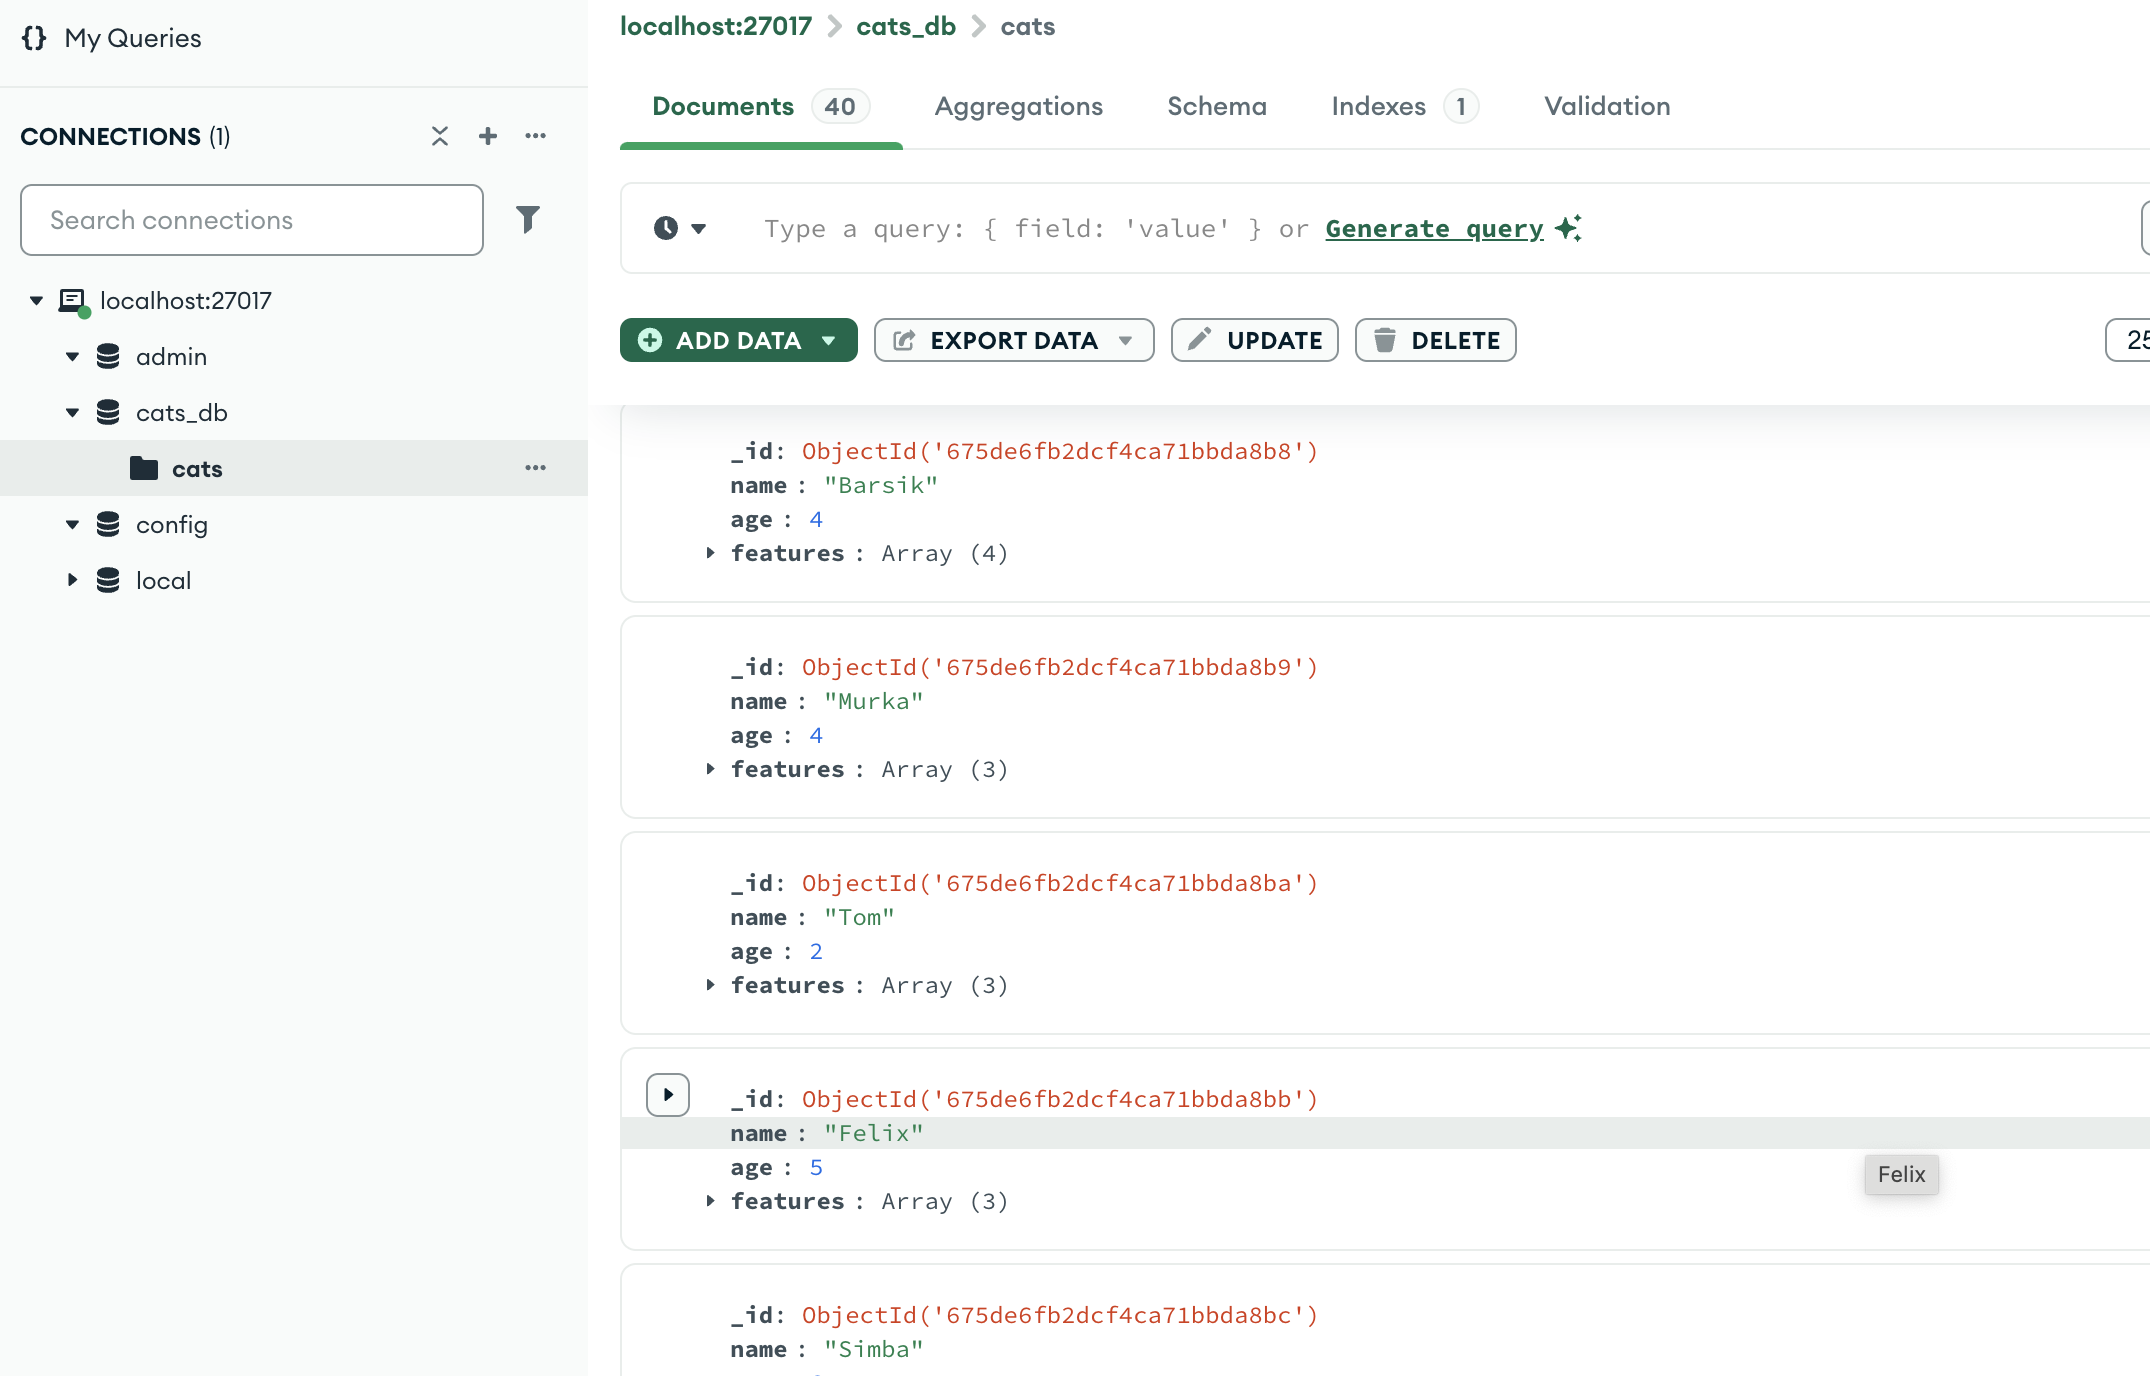 {} My Queries
CONNECTIONS (1)
Search connections
localhost:27017
admin
cats_db
cats
config
local
localhost:27017 > cats_db > cats
Documents 40 Aggregations Schema Indexes 1 Validation
Type a query: { field: 'value' } or Generate query
ADD DATA EXPORT DATA UPDATE DELETE 25
_id: ObjectId('675de6fb2dcf4ca71bbda8b8')
name : "Barsik"
age : 4
features : Array (4)
_id: ObjectId('675de6fb2dcf4ca71bbda8b9')
name : "Murka"
age : 4
features : Array (3)
_id: ObjectId('675de6fb2dcf4ca71bbda8ba')
name : "Tom"
age : 2
features : Array (3)
_id: ObjectId('675de6fb2dcf4ca71bbda8bb')
name : "Felix"
age : 5
Felix
features : Array (3)
_id: ObjectId('675de6fb2dcf4ca71bbda8bc')
name : "Simba"